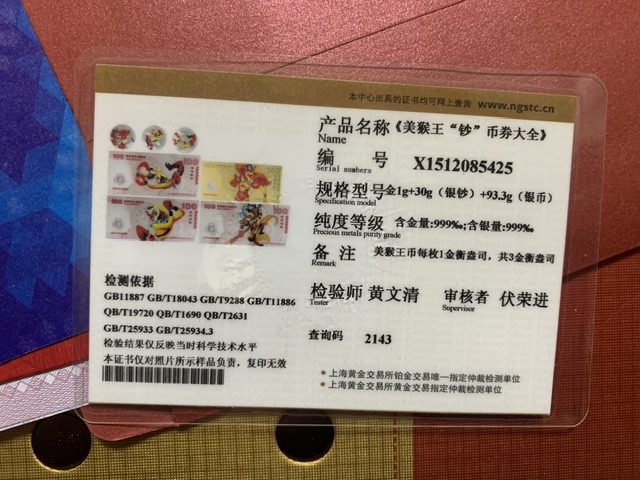 本中心出具的证书均可网上查询 www.ngstc.cn
产品名称《美猴王“钞”币券大全》
Name
编 号 X1512085425
Serial numbers
规格型号 金1g+30g（银钞）+93.3g（银币）
Specification model
纯度等级 含金量:999‰;含银量:999‰
Precious metals purity grade
备 注 美猴王币每枚1金衡盎司，共3金衡盎司
Remark
检验师 黄文清 审核者 伏荣进
Tester Supervisor
查询码 2143
上海黄金交易所铂金交易唯一指定仲裁检测单位
上海黄金交易所黄金交易指定仲裁检测单位
100 100
100 100
100 100
检测依据
GB11887 GB/T18043 GB/T9288 GB/T11886
QB/T19720 QB/T1690 QB/T2631
GB/T25933 GB/T25934.3
检验结果仅反映当时科学技术水平
本证书仅对照片所示样品负责，复印无效